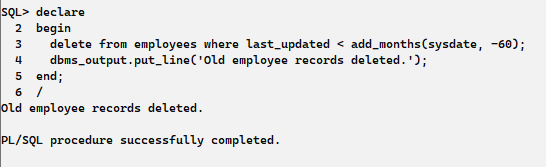 SQL> declare
  2  begin
  3    delete from employees where last_updated < add_months(sysdate, -60);
  4    dbms_output.put_line('Old employee records deleted.');
  5  end;
  6  /
Old employee records deleted.

PL/SQL procedure successfully completed.